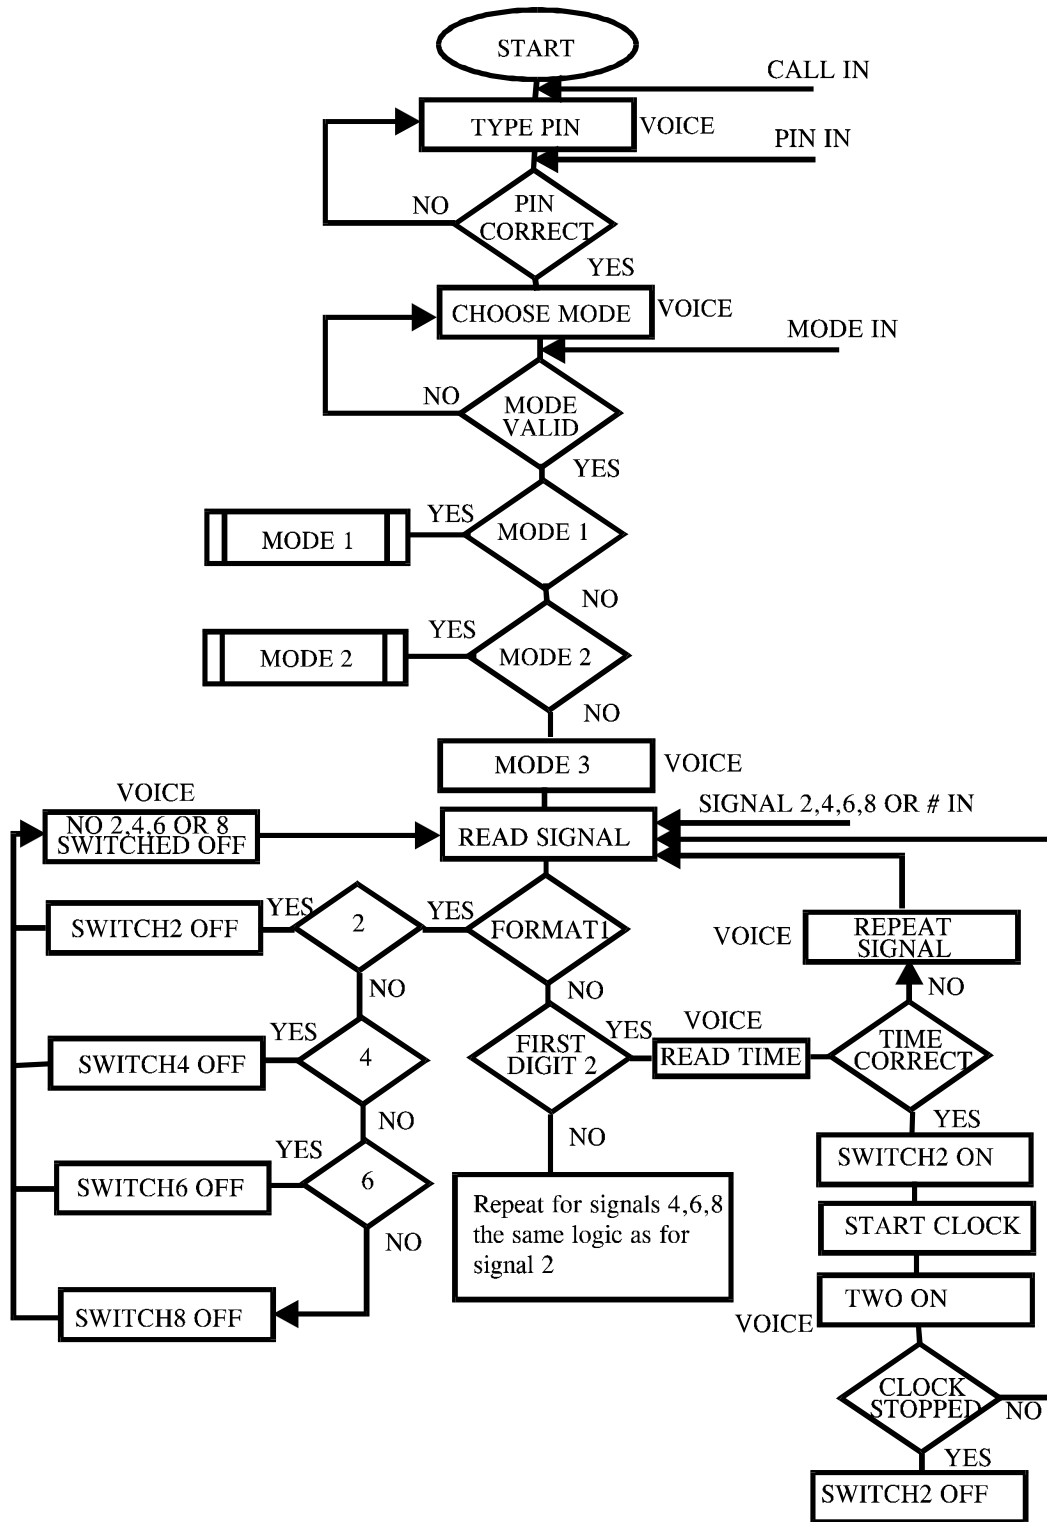 START
CALL IN
TYPE PIN
VOICE
PIN IN
NO
PIN
CORRECT
YES
CHOOSE MODE
VOICE
MODE IN
NO
MODE
VALID
YES
YES
MODE 1
MODE 1
NO
YES
MODE 2
MODE 2
NO
MODE 3
VOICE
VOICE
NO 2,4,6 OR 8
SWITCHED OFF
READ SIGNAL
SIGNAL 2,4,6,8 OR # IN
SWITCH2 OFF
YES
2
YES
FORMAT1
VOICE
REPEAT
SIGNAL
NO
NO
NO
SWITCH4 OFF
YES
4
FIRST
DIGIT 2
YES
VOICE
READ TIME
TIME
CORRECT
NO
NO
YES
SWITCH2 ON
SWITCH6 OFF
YES
6
Repeat for signals 4,6,8
the same logic as for
signal 2
START CLOCK
NO
SWITCH8 OFF
TWO ON
VOICE
CLOCK
STOPPED
NO
YES
SWITCH2 OFF